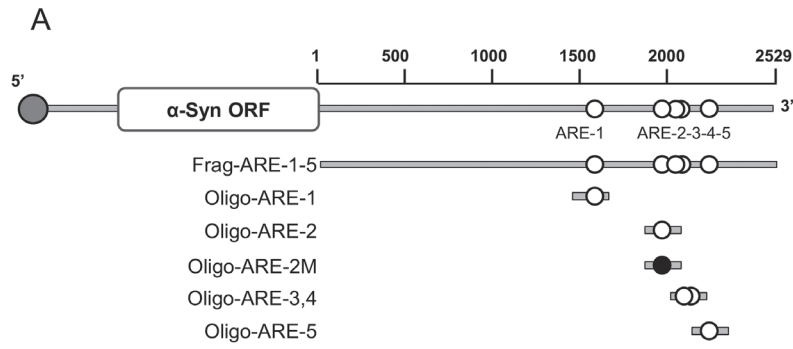 A
1 500 1000 1500 2000 2529
5’
α-Syn ORF
3’
ARE-1 ARE-2-3-4-5
Frag-ARE-1-5
Oligo-ARE-1
Oligo-ARE-2
Oligo-ARE-2M
Oligo-ARE-3,4
Oligo-ARE-5